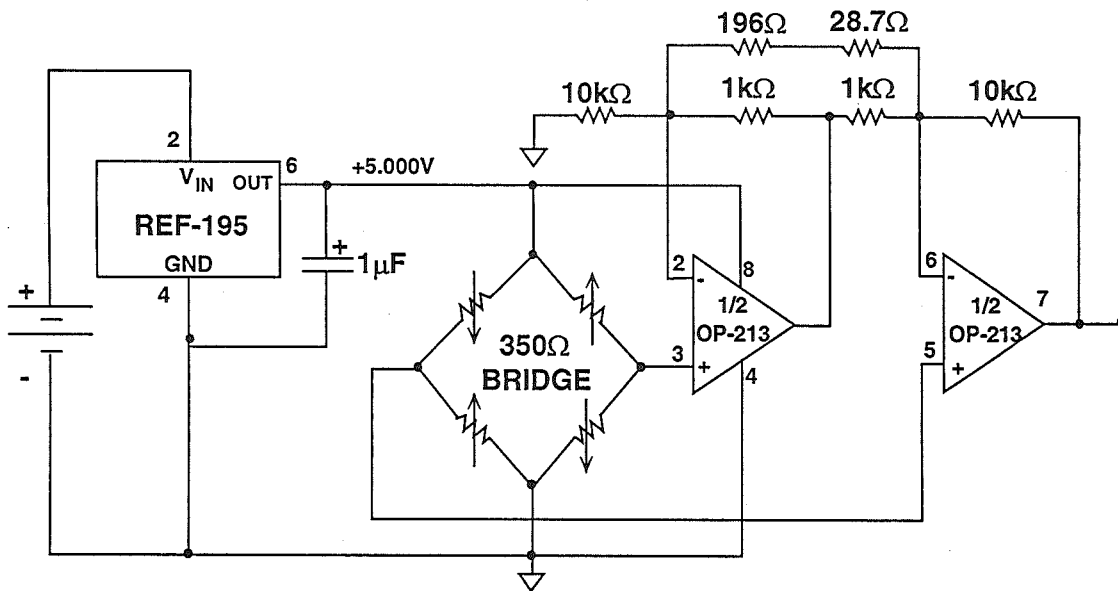 196Ω 28.7Ω
10kΩ 1kΩ 1kΩ 10kΩ
2
6 +5.000V
VIN OUT
REF-195
GND
4
+
1μF
+
-
350Ω
BRIDGE
2 - 8
1/2
OP-213
3 + 4
6 - 7
1/2
OP-213
5 +